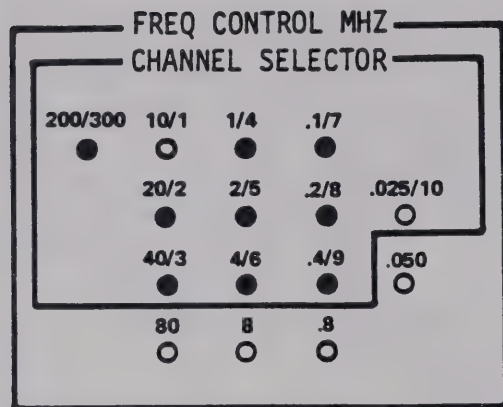 FREQ CONTROL MHZ
CHANNEL SELECTOR
200/300 10/1 1/4 .1/7
20/2 2/5 .2/8 .025/10
40/3 4/6 .4/9 .050
80 8 .8